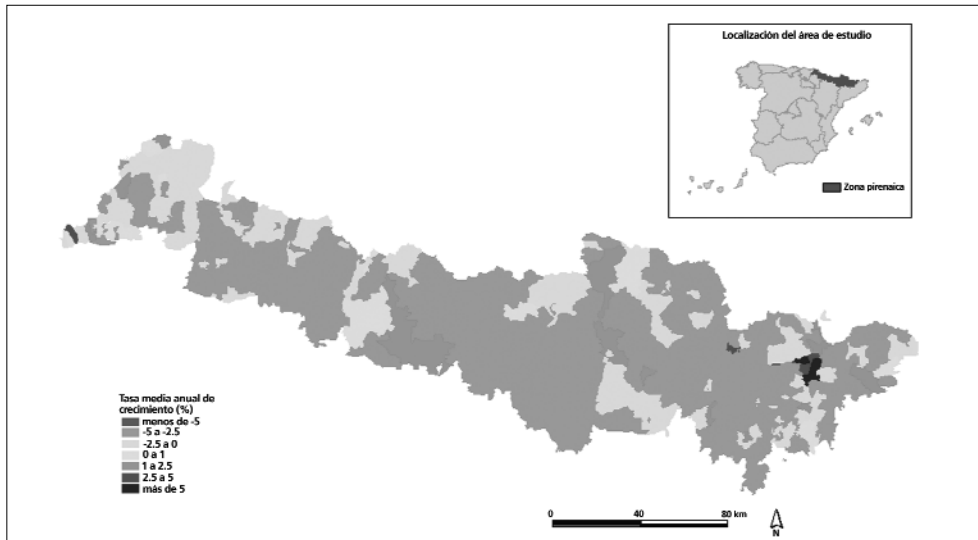 Localización del área de estudio
Zona pirenaica
Tasa media anual de
crecimiento (%)
menos de -5
-5 a -2.5
-2.5 a 0
0 a 1
1 a 2.5
2.5 a 5
más de 5
0 40 80 km
N